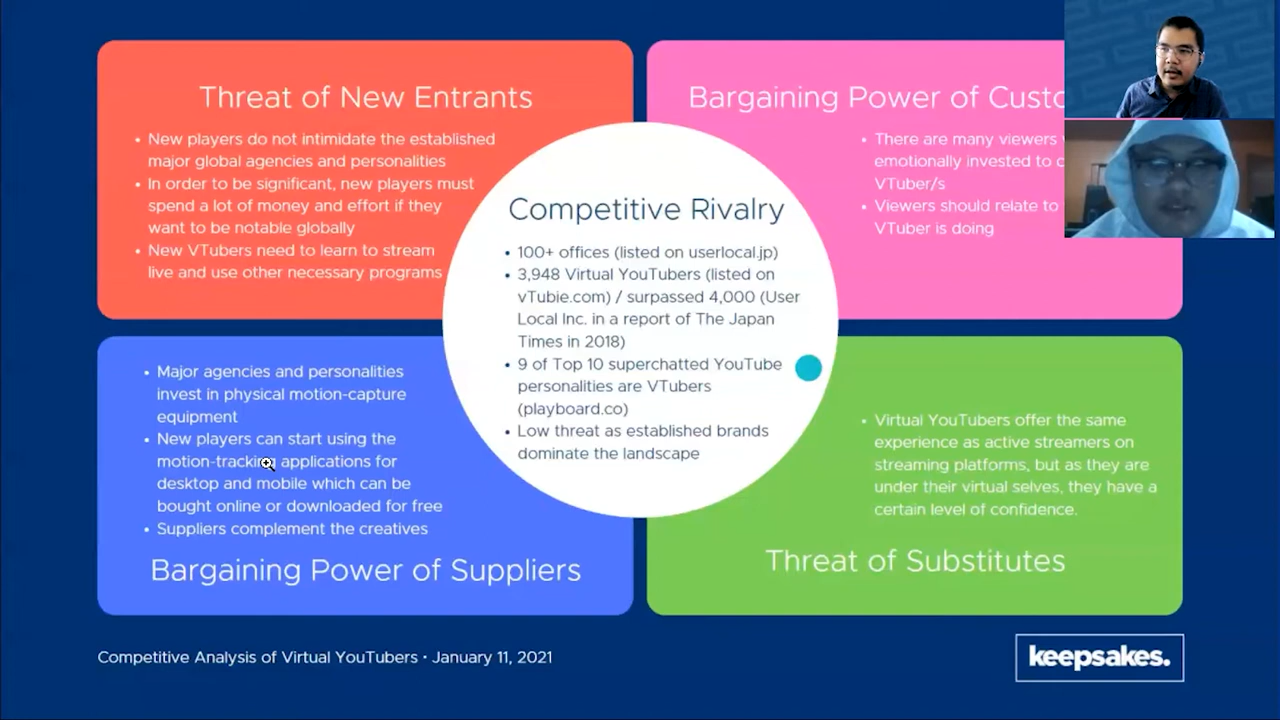 Threat of New Entrants
• New players do not intimidate the established
major global agencies and personalities
• In order to be significant, new players must
spend a lot of money and effort if they
want to be notable globally
• New VTubers need to learn to stream
live and use other necessary programs
Bargaining Power of
• There are many viewers
emotionally invested to
VTuber/s
• Viewers should relate to
VTuber is doing
Competitive Rivalry
• 100+ offices (listed on userlocal.jp)
• 3,948 Virtual YouTubers (listed on
vTubie.com) / surpassed 4,000 (User
Local Inc. in a report of The Japan
Times in 2018)
• 9 of Top 10 superchatted YouTube
personalities are VTubers
(playboard.co)
• Low threat as established brands
dominate the landscape
• Major agencies and personalities
invest in physical motion-capture
equipment
• New players can start using the
motion-tracking applications for
desktop and mobile which can be
bought online or downloaded for free
• Suppliers complement the creatives
Bargaining Power of Suppliers
• Virtual YouTubers offer the same
experience as active streamers on
streaming platforms, but as they are
under their virtual selves, they have a
certain level of confidence.
Threat of Substitutes
Competitive Analysis of Virtual YouTubers • January 11, 2021
keepsakes.